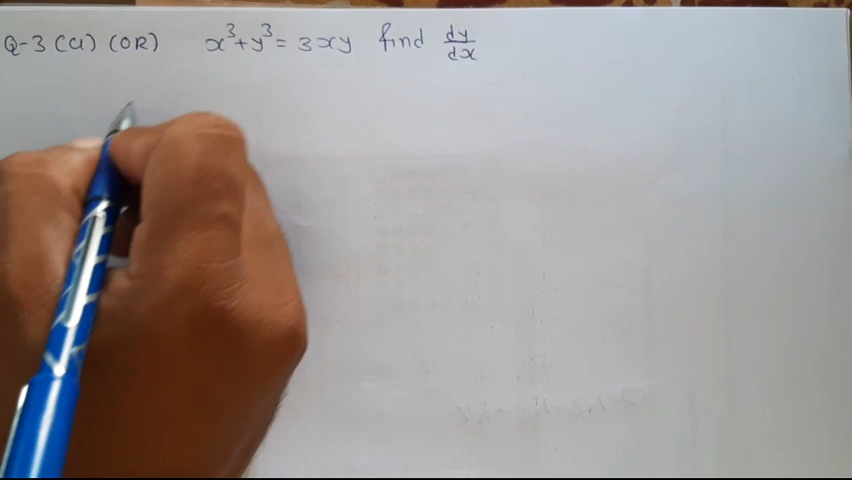 Q-3 (a) (OR) x³+y³ = 3xy find dy/dx